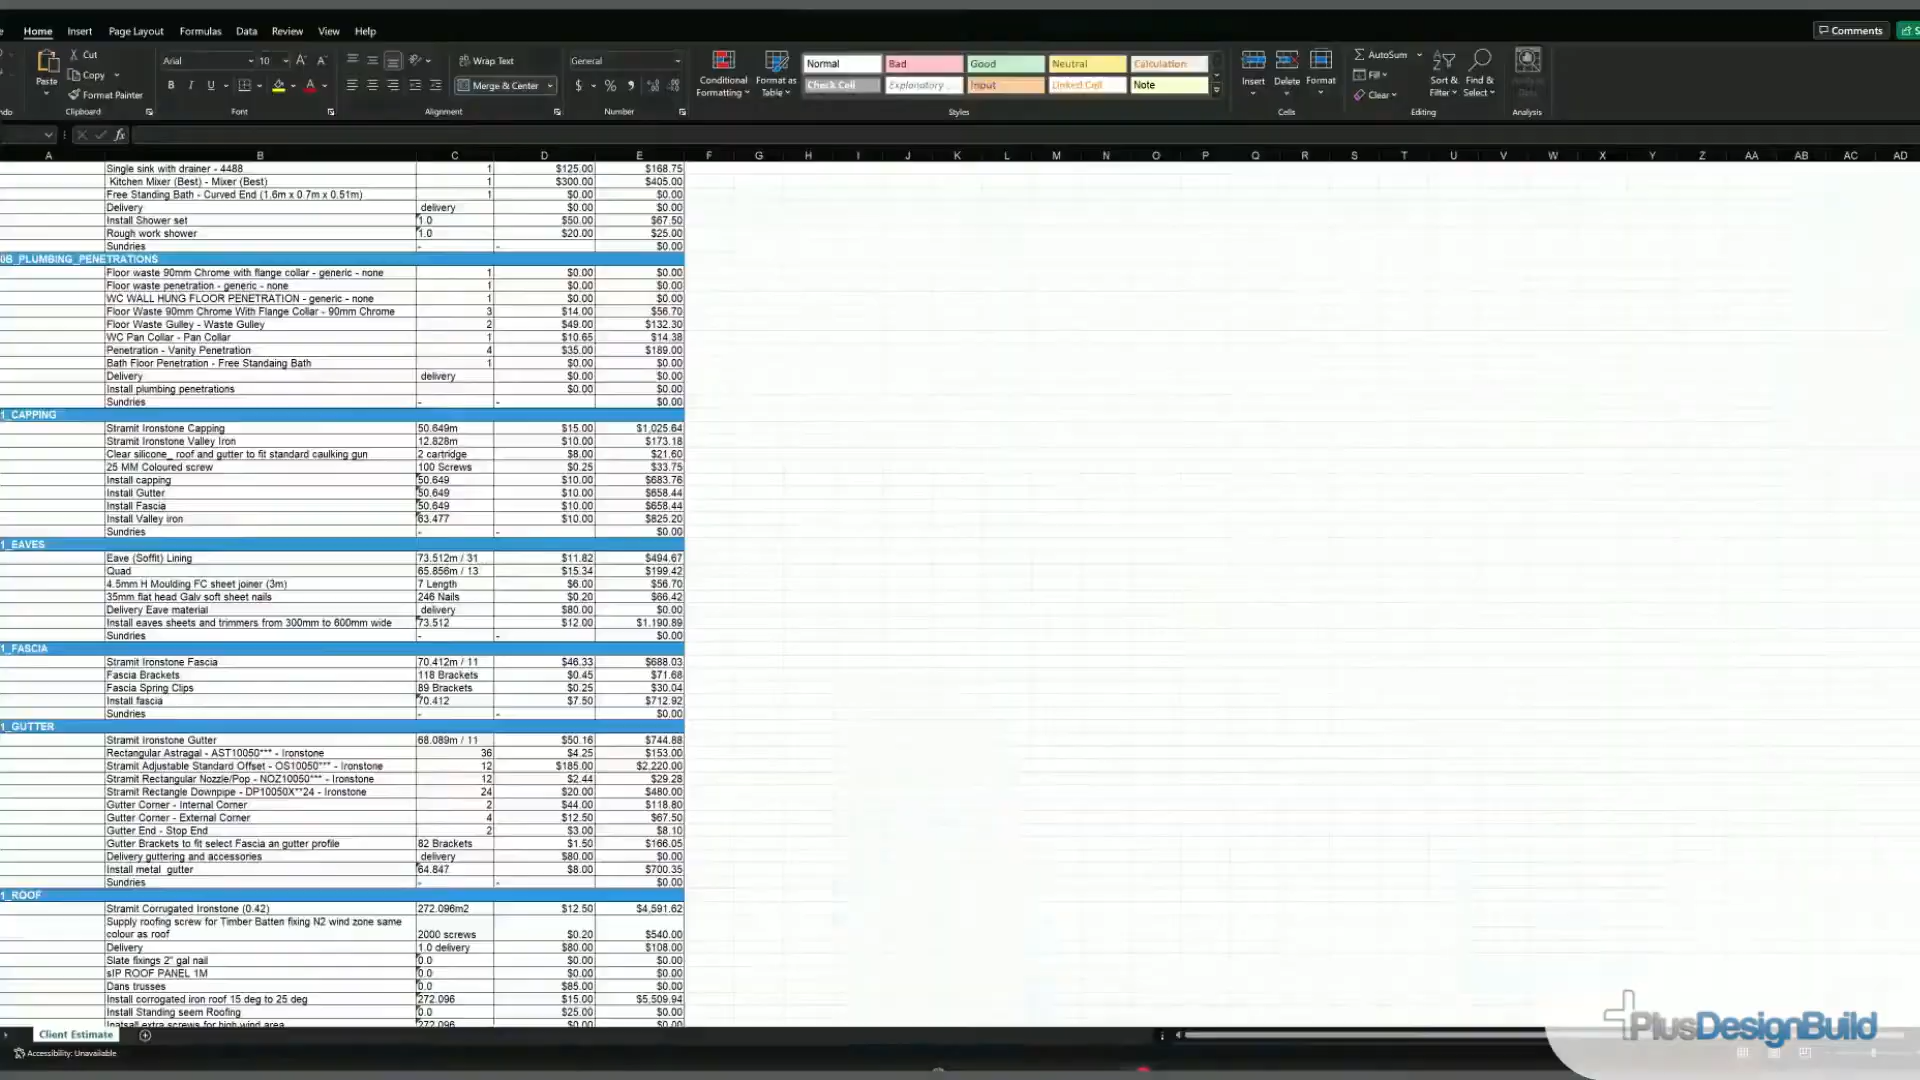 Home Insert Page Layout Formulas Data Review View Help Comments
Cut Arial 10 Wrap Text General Normal Bad Good Neutral Calculation AutoSum
Paste Copy Conditional Formatting Format as Table Insert Delete Format Fill Sort & Filter Find & Select
Format Painter B I U Merge & Center $ % Check Cell Explanatory ... Input Linked Cell Note Clear
Clipboard Font Alignment Number Styles Cells Editing Analysis
fx
A B C D E F G H I J K L M N O P Q R S T U V W X Y Z AA AB AC AD
Single sink with drainer - 4488 1 $125.00 $168.75
Kitchen Mixer (Best) - Mixer (Best) 1 $300.00 $405.00
Free Standing Bath - Curved End (1.6m x 0.7m x 0.51m) 1 $0.00 $0.00
Delivery delivery $0.00 $0.00
Install Shower set 1.0 $50.00 $67.50
Rough work shower 1.0 $20.00 $25.00
Sundries - - $0.00
0B_PLUMBING_PENETRATIONS
Floor waste 90mm Chrome with flange collar - generic - none 1 $0.00 $0.00
Floor waste penetration - generic - none 1 $0.00 $0.00
WC WALL HUNG FLOOR PENETRATION - generic - none 1 $0.00 $0.00
Floor Waste 90mm Chrome With Flange Collar - 90mm Chrome 3 $14.00 $56.70
Floor Waste Gulley - Waste Gulley 2 $49.00 $132.30
WC Pan Collar - Pan Collar 1 $10.65 $14.38
Penetration - Vanity Penetration 4 $35.00 $189.00
Bath Floor Penetration - Free Standaing Bath 1 $0.00 $0.00
Delivery delivery $0.00 $0.00
Install plumbing penetrations $0.00 $0.00
Sundries - - $0.00
1_CAPPING
Stramit Ironstone Capping 50.649m $15.00 $1,025.64
Stramit Ironstone Valley Iron 12.828m $10.00 $173.18
Clear silicone_ roof and gutter to fit standard caulking gun 2 cartridge $8.00 $21.60
25 MM Coloured screw 100 Screws $0.25 $33.75
Install capping 50.649 $10.00 $683.76
Install Gutter 50.649 $10.00 $658.44
Install Fascia 50.649 $10.00 $658.44
Install Valley iron 63.477 $10.00 $825.20
Sundries - - $0.00
1_EAVES
Eave (Soffit) Lining 73.512m / 31 $11.82 $494.67
Quad 65.856m / 13 $15.34 $199.42
4.5mm H Moulding FC sheet joiner (3m) 7 Length $6.00 $56.70
35mm flat head Galv soft sheet nails 246 Nails $0.20 $66.42
Delivery Eave material delivery $80.00 $0.00
Install eaves sheets and trimmers from 300mm to 600mm wide 73.512 $12.00 $1,190.89
Sundries - - $0.00
1_FASCIA
Stramit Ironstone Fascia 70.412m / 11 $46.33 $688.03
Fascia Brackets 118 Brackets $0.45 $71.68
Fascia Spring Clips 89 Brackets $0.25 $30.04
Install fascia 70.412 $7.50 $712.92
Sundries - - $0.00
1_GUTTER
Stramit Ironstone Gutter 68.089m / 11 $50.16 $744.88
Rectangular Astragal - AST10050*** - Ironstone 36 $4.25 $153.00
Stramit Adjustable Standard Offset - OS10050*** - Ironstone 12 $185.00 $2,220.00
Stramit Rectangular Nozzle/Pop - NOZ10050*** - Ironstone 12 $2.44 $29.28
Stramit Rectangle Downpipe - DP10050X**24 - Ironstone 24 $20.00 $480.00
Gutter Corner - Internal Corner 2 $44.00 $118.80
Gutter Corner - External Corner 4 $12.50 $67.50
Gutter End - Stop End 2 $3.00 $8.10
Gutter Brackets to fit select Fascia an gutter profile 82 Brackets $1.50 $166.05
Delivery guttering and accessories delivery $80.00 $0.00
Install metal gutter 64.847 $8.00 $700.35
Sundries - - $0.00
1_ROOF
Stramit Corrugated Ironstone (0.42) 272.096m2 $12.50 $4,591.62
Supply roofing screw for Timber Batten fixing N2 wind zone same
colour as roof 2000 screws $0.20 $540.00
Delivery 1.0 delivery $80.00 $108.00
Slate fixings 2" gal nail 0.0 $0.00 $0.00
sIP ROOF PANEL 1M 0.0 $0.00 $0.00
Dans trusses 0.0 $85.00 $0.00
Install corrogated iron roof 15 deg to 25 deg 272.096 $15.00 $5,509.94
Install Standing seem Roofing 0.0 $25.00 $0.00
Inatsall extra screws for high wind area 272.096 $0.00 $0.00
Client Estimate
Accessibility: Unavailable
PlusDesignBuild